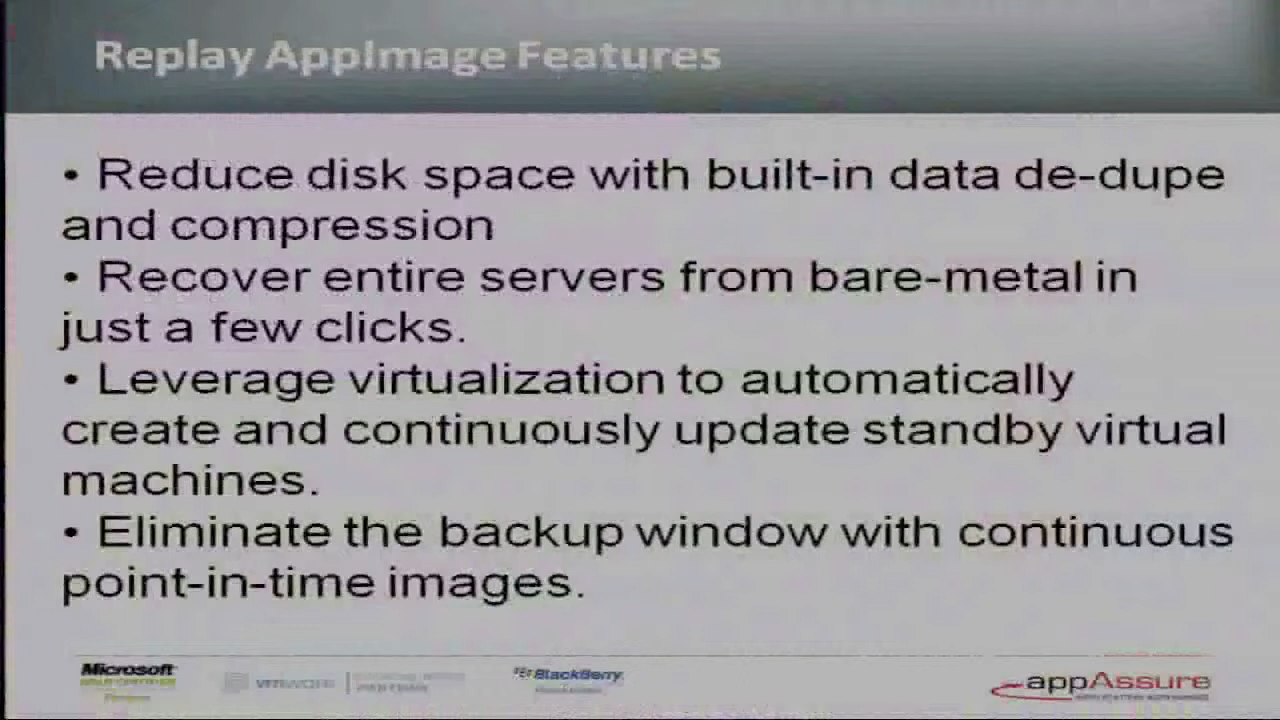 Replay AppImage Features
• Reduce disk space with built-in data de-dupe
and compression
• Recover entire servers from bare-metal in
just a few clicks.
• Leverage virtualization to automatically
create and continuously update standby virtual
machines.
• Eliminate the backup window with continuous
point-in-time images.
Microsoft
vmware
BlackBerry
appAssure